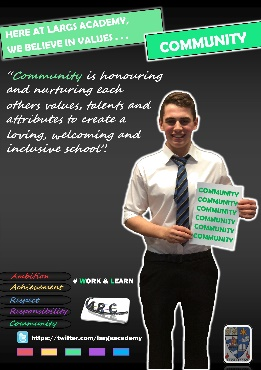 HERE AT LARGS ACADEMY,
WE BELIEVE IN VALUES . . .
COMMUNITY
"Community is honouring
and nurturing each
others values, talents and
attributes to create a
loving, welcoming and
inclusive school".
COMMUNITY
COMMUNITY
COMMUNITY
COMMUNITY
COMMUNITY
COMMUNITY
Ambition
Achievement
Respect
Responsibility
Community
# WORK & LEARN
https://twitter.com/largsacademy